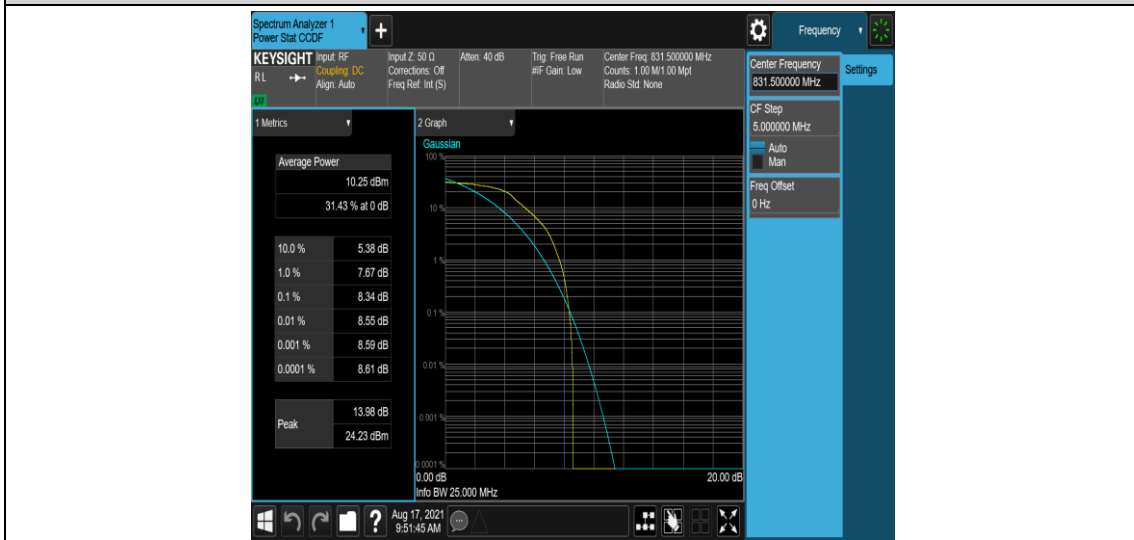 Spectrum Analyzer 1
Power Stat CCDF
+
Frequency
KEYSIGHT
RL
LXI
Input: RF
Coupling: DC
Align: Auto
Input Z: 50 Ω
Corrections: Off
Freq Ref: Int (S)
Atten: 40 dB
Trig: Free Run
#IF Gain: Low
Center Freq: 831.500000 MHz
Counts: 1.00 M/1.00 Mpt
Radio Std: None
Center Frequency
831.500000 MHz
Settings
CF Step
5.000000 MHz
Auto
Man
Freq Offset
0 Hz
1 Metrics
Average Power
10.25 dBm
31.43 % at 0 dB
10.0 % 5.38 dB
1.0 % 7.67 dB
0.1 % 8.34 dB
0.01 % 8.55 dB
0.001 % 8.59 dB
0.0001 % 8.61 dB
Peak
13.98 dB
24.23 dBm
2 Graph
Gaussian
100 %
10 %
1 %
0.1 %
0.01 %
0.001 %
0.0001 %
0.00 dB 20.00 dB
Info BW 25.000 MHz
?
Aug 17, 2021
9:51:45 AM